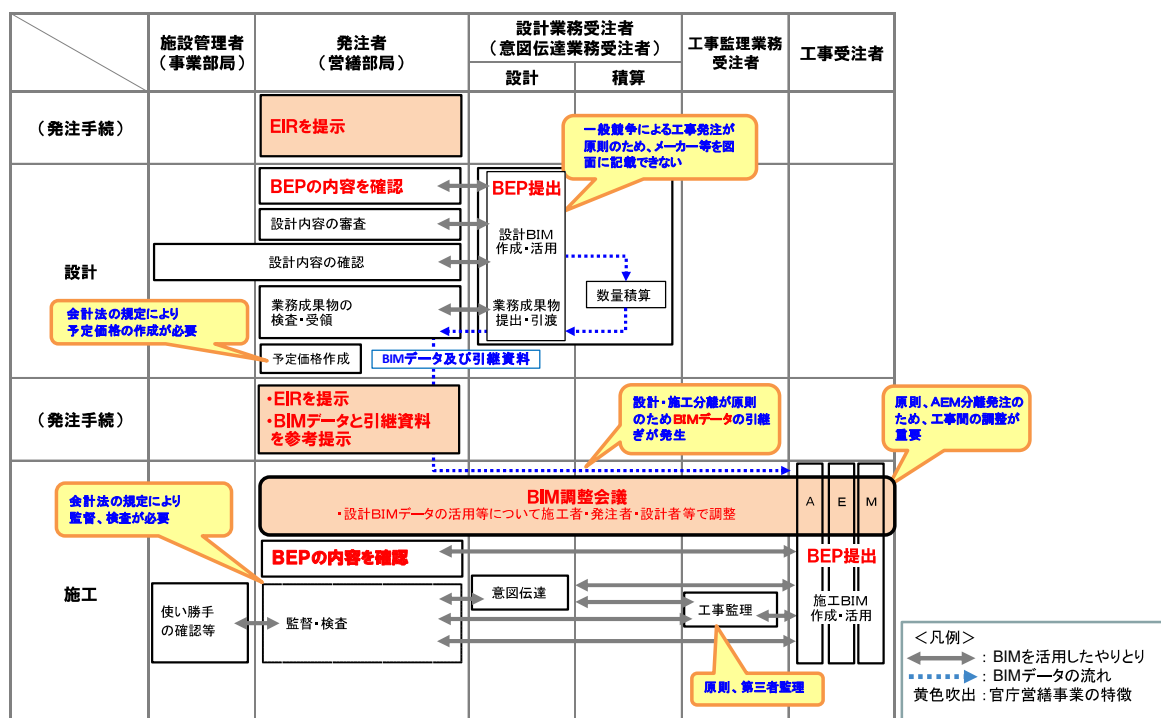 施設管理者
（事業部局）
発注者
（営繕部局）
設計業務受注者
（意図伝達業務受注者）
設計
積算
工事監理業務
受注者
工事受注者
（発注手続）
EIRを提示
一般競争による工事発注が
原則のため、メーカー等を図
面に記載できない
設計
BEPの内容を確認
BEP提出
設計内容の審査
設計BIM
作成・活用
設計内容の確認
数量積算
業務成果物の
検査・受領
業務成果物
提出・引渡
会計法の規定により
予定価格の作成が必要
予定価格作成
BIMデータ及び引継資料
（発注手続）
・EIRを提示
・BIMデータと引継資料
を参考提示
設計・施工分離が原則
のためBIMデータの引継
ぎが発生
原則、AEM分離発注の
ため、工事間の調整が
重要
施工
会計法の規定により
監督、検査が必要
BIM調整会議
・設計BIMデータの活用等について施工者・発注者・設計者等で調整
A
E
M
BEPの内容を確認
BEP提出
使い勝手
の確認等
監督・検査
意図伝達
工事監理
施工BIM
作成・活用
原則、第三者監理
＜凡例＞
：BIMを活用したやりとり
：BIMデータの流れ
黄色吹出：官庁営繕事業の特徴